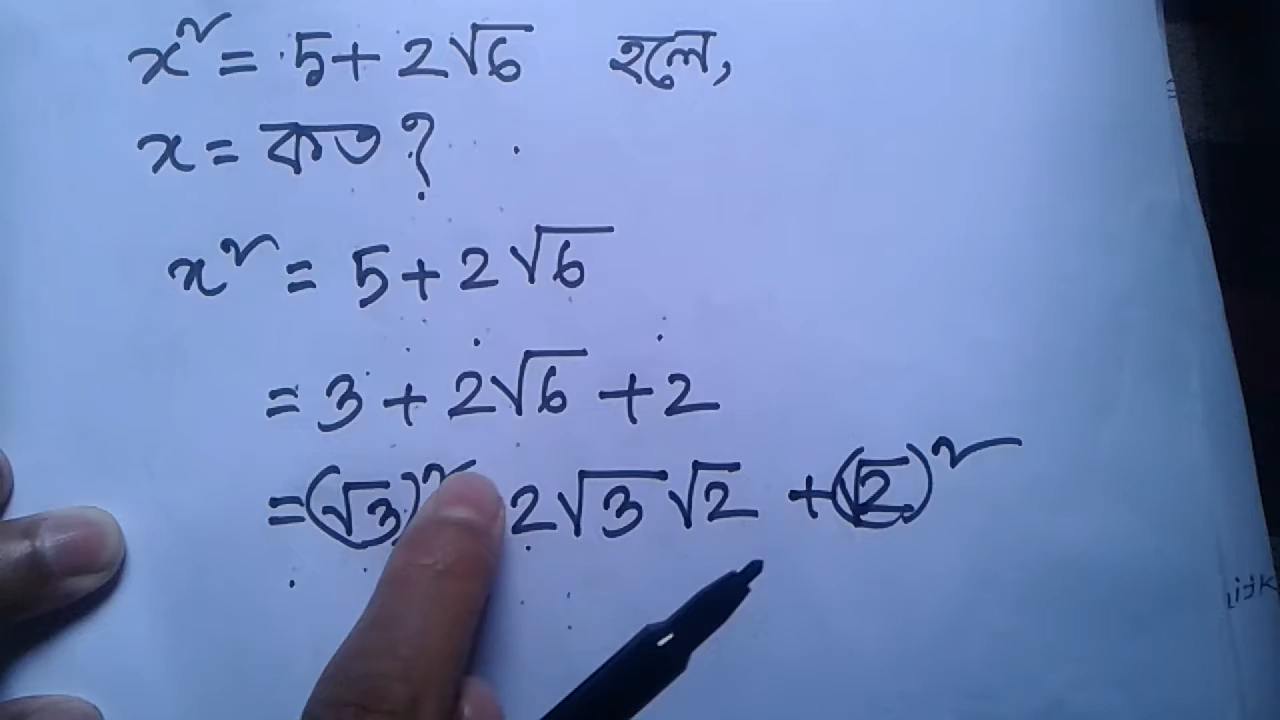 x² = 5 + 2√6 হলে,
x = কত ?
x² = 5 + 2√6
= 3 + 2√6 + 2
= (√3)² 2√3 √2 + (√2)²